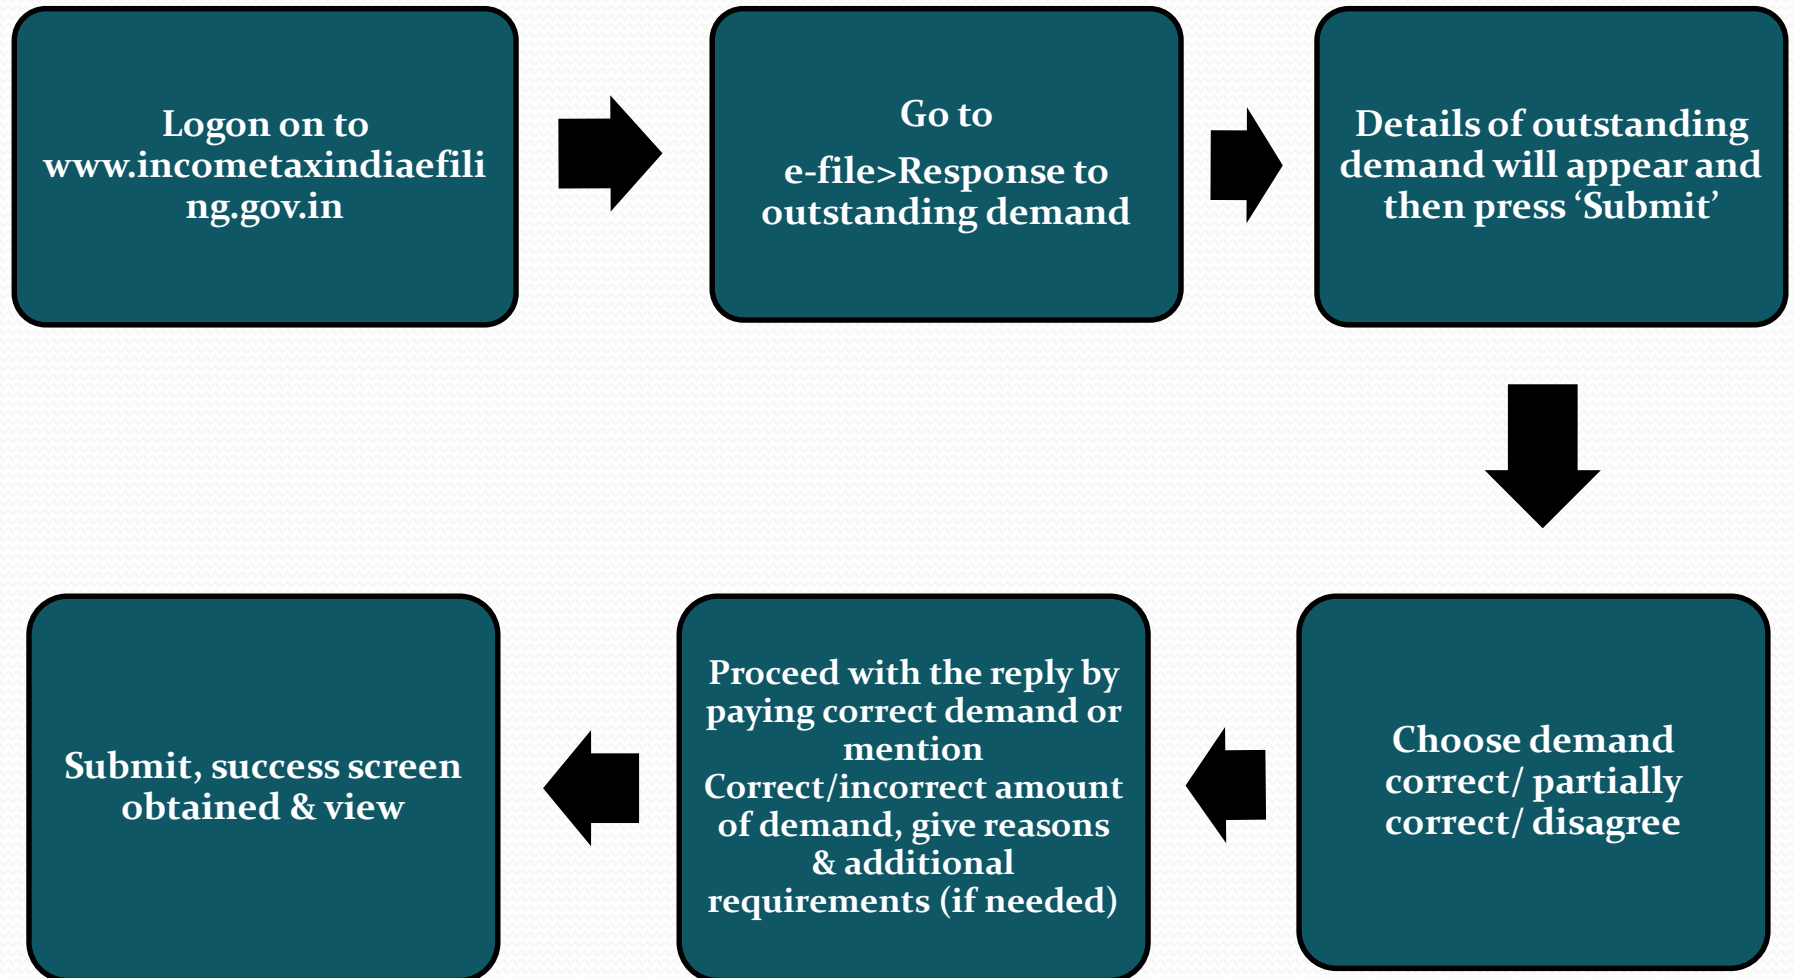 Logon on to
www.incometaxindiaefili
ng.gov.in
Go to
e-file>Response to
outstanding demand
Details of outstanding
demand will appear and
then press ‘Submit’
Choose demand
correct/ partially
correct/ disagree
Proceed with the reply by
paying correct demand or
mention
Correct/incorrect amount
of demand, give reasons
& additional
requirements (if needed)
Submit, success screen
obtained & view